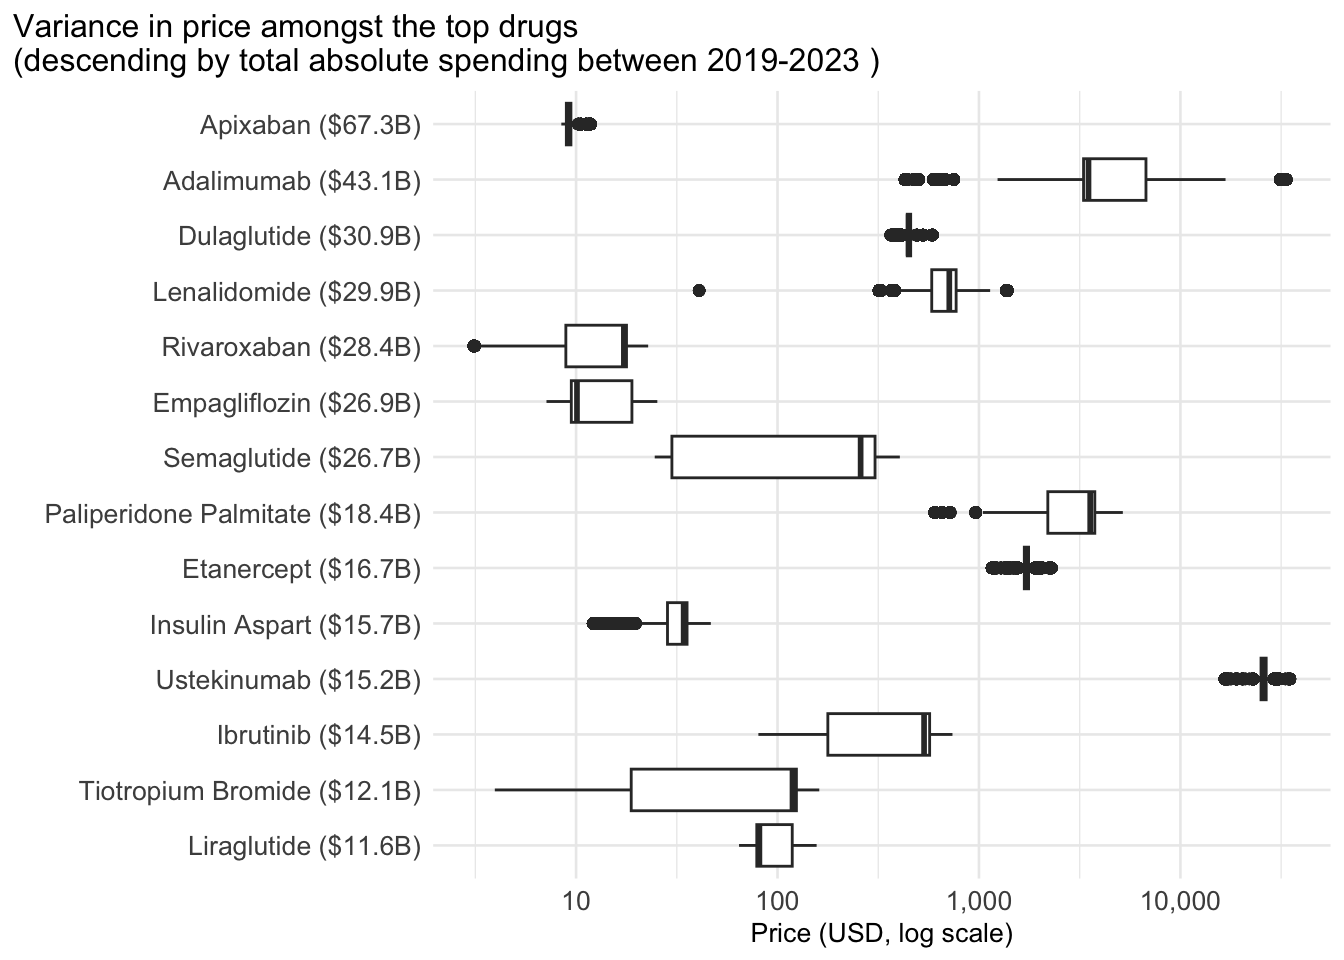 Variance in price amongst the top drugs
(descending by total absolute spending between 2019-2023 )
Apixaban ($67.3B)
Adalimumab ($43.1B)
Dulaglutide ($30.9B)
Lenalidomide ($29.9B)
Rivaroxaban ($28.4B)
Empagliflozin ($26.9B)
Semaglutide ($26.7B)
Paliperidone Palmitate ($18.4B)
Etanercept ($16.7B)
Insulin Aspart ($15.7B)
Ustekinumab ($15.2B)
Ibrutinib ($14.5B)
Tiotropium Bromide ($12.1B)
Liraglutide ($11.6B)
10 100 1,000 10,000
Price (USD, log scale)